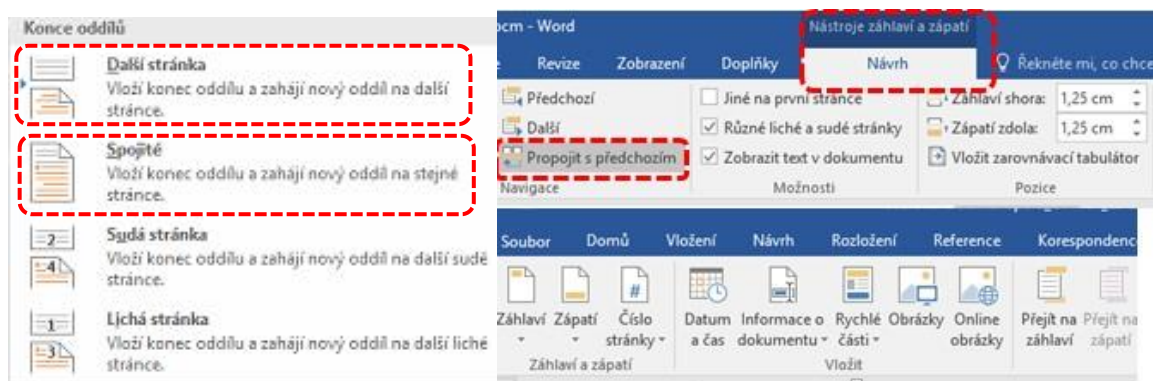 Konce oddílů
Další stránka
Vloží konec oddílu a zahájí nový oddíl na další
stránce.
Spojitě
Vloží konec oddílu a zahájí nový oddíl na stejné
stránce.
2
4
Sudá stránka
Vloží konec oddílu a zahájí nový oddíl na další sudé
stránce.
1
3
Lichá stránka
Vloží konec oddílu a zahájí nový oddíl na další liché
stránce.
ocm - Word
Nástroje záhlaví a zápatí
e Revize Zobrazení Doplňky Návrh Řekněte mi, co chce
Předchozí Jiné na první stránce Záhlaví shora: 1,25 cm
Další Různé liché a sudé stránky Zápatí zdola: 1,25 cm
Propojit s předchozím Zobrazit text v dokumentu Vložit zarovnávací tabulátor
Navigace Možnosti Pozice
Soubor Domů Vložení Návrh Rozložení Reference Korespondenc
#
Záhlaví Zápatí Číslo Datum Informace o Rychlé Obrázky Online Přejít na Přejít na
stránky a čas dokumentu části obrázky záhlaví zápatí
Záhlaví a zápatí Vložit